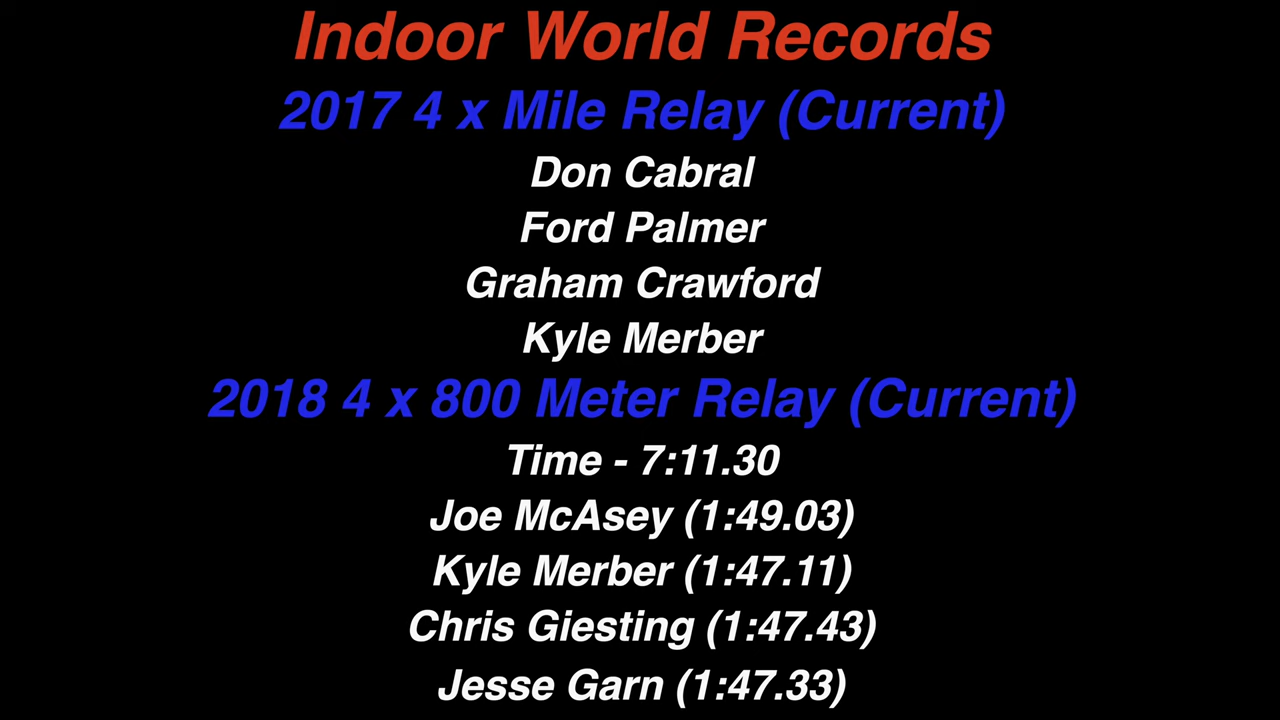 Indoor World Records
2017 4 x Mile Relay (Current)
Don Cabral
Ford Palmer
Graham Crawford
Kyle Merber
2018 4 x 800 Meter Relay (Current)
Time - 7:11.30
Joe McAsey (1:49.03)
Kyle Merber (1:47.11)
Chris Giesting (1:47.43)
Jesse Garn (1:47.33)